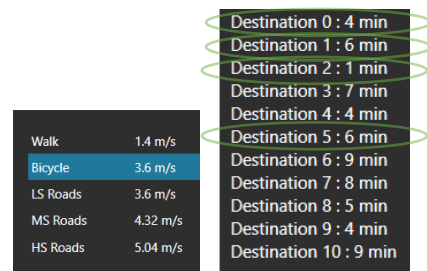 Walk 1.4 m/s
Bicycle 3.6 m/s
LS Roads 3.6 m/s
MS Roads 4.32 m/s
HS Roads 5.04 m/s
Destination 0 : 4 min
Destination 1 : 6 min
Destination 2 : 1 min
Destination 3 : 7 min
Destination 4 : 4 min
Destination 5 : 6 min
Destination 6 : 9 min
Destination 7 : 8 min
Destination 8 : 5 min
Destination 9 : 4 min
Destination 10 : 9 min